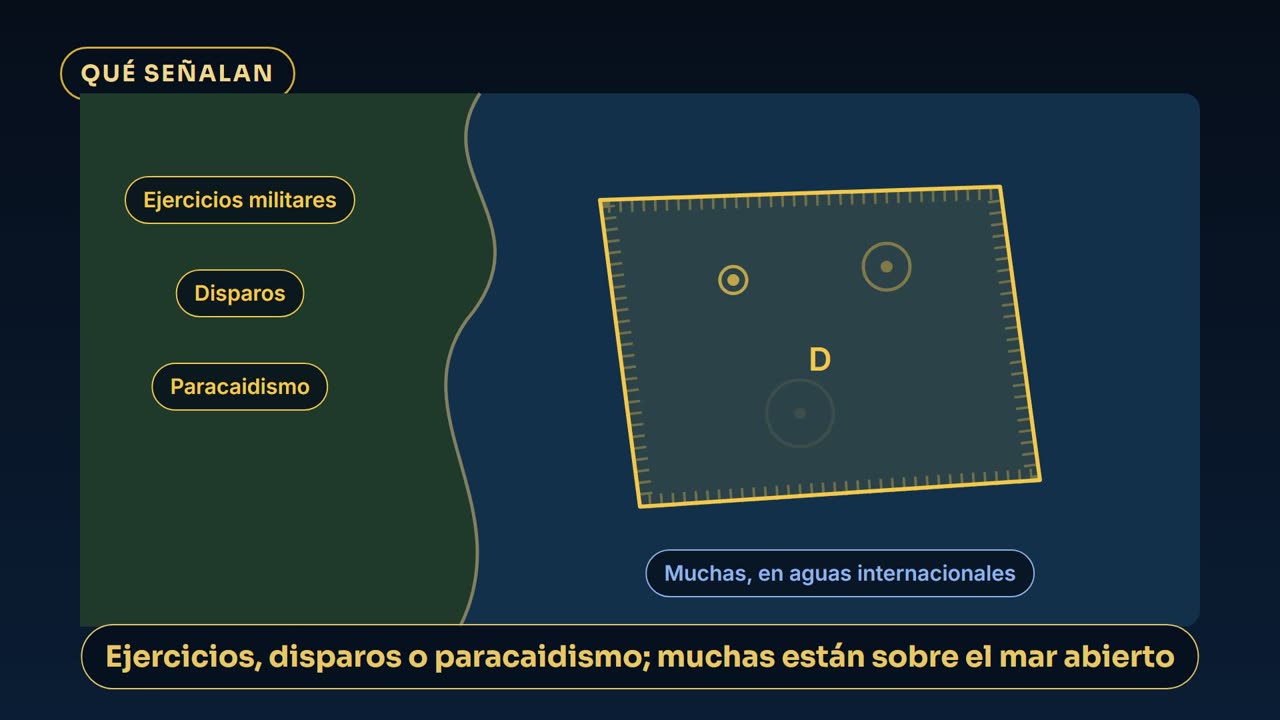 QUÉ SEÑALAN
Ejercicios militares
Disparos
Paracaidismo
D
Muchas, en aguas internacionales
Ejercicios, disparos o paracaidismo; muchas están sobre el mar abierto